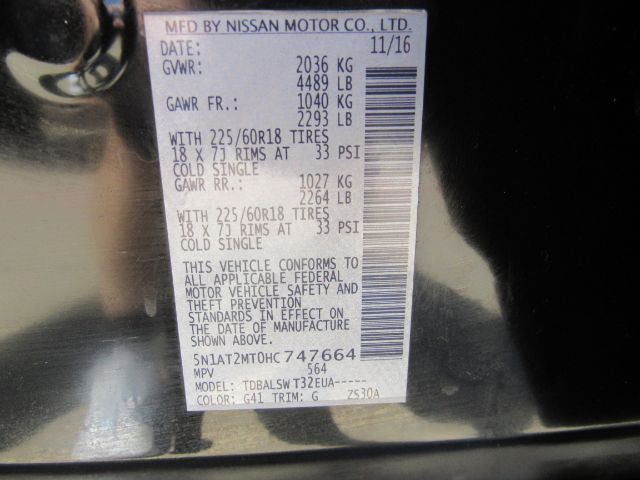 MFD BY NISSAN MOTOR CO., LTD.
DATE: 11/16
GVWR: 2036 KG
4489 LB
GAWR FR.: 1040 KG
2293 LB
WITH 225/60R18 TIRES
18 X 7J RIMS AT 33 PSI
COLD SINGLE
GAWR RR.: 1027 KG
2264 LB
WITH 225/60R18 TIRES
18 X 7J RIMS AT 33 PSI
COLD SINGLE
THIS VEHICLE CONFORMS TO
ALL APPLICABLE FEDERAL
MOTOR VEHICLE SAFETY AND
THEFT PREVENTION
STANDARDS IN EFFECT ON
THE DATE OF MANUFACTURE
SHOWN ABOVE.
5N1AT2MT0HC747664
MPV 564
MODEL: TDBALSW T32EUA-----
COLOR: G41 TRIM: G ZS30A